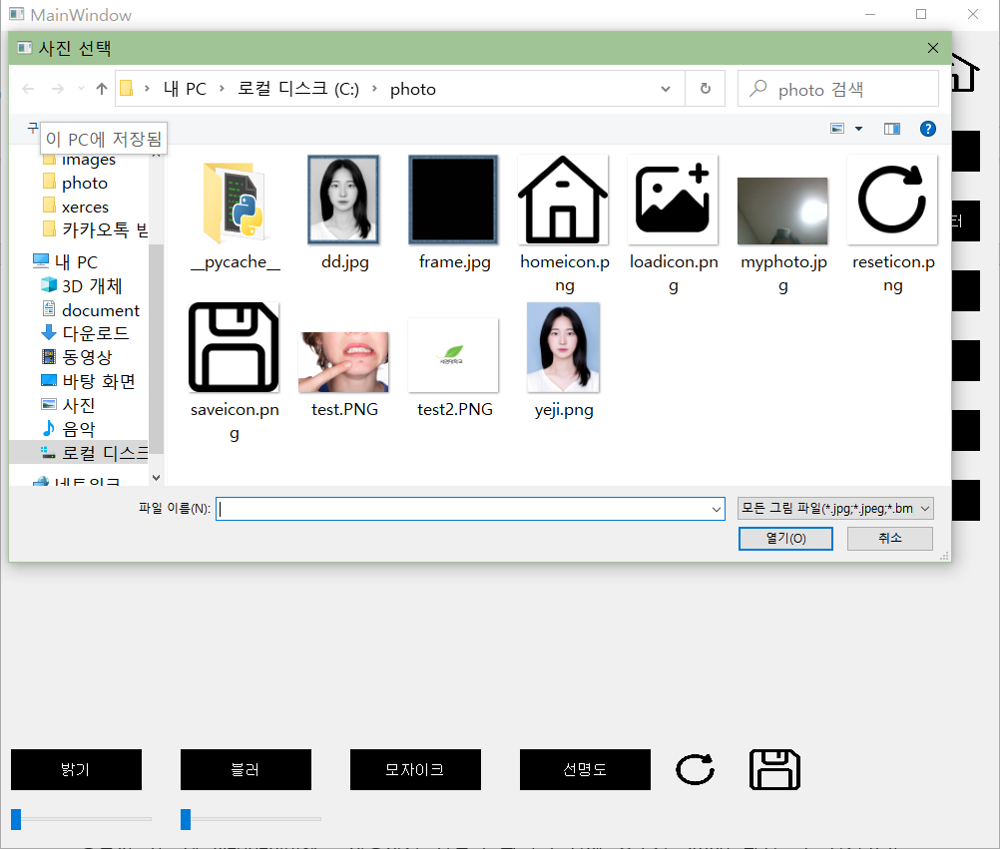 MainWindow
사진 선택
내 PC > 로컬 디스크 (C:) > photo
photo 검색
구
이 PC에 저장됨
images
photo
xerces
카카오톡 받
내 PC
3D 개체
document
다운로드
동영상
바탕 화면
사진
음악
로컬 디스크
네트워크
__pycache__
dd.jpg
frame.jpg
homeicon.p
ng
loadicon.pn
g
myphoto.jp
g
reseticon.p
ng
saveicon.pn
g
test.PNG
test2.PNG
yeji.png
터
파일 이름(N):
모든 그림 파일(*.jpg;*.jpeg;*.bm
열기(O)
취소
밝기
블러
모자이크
선명도